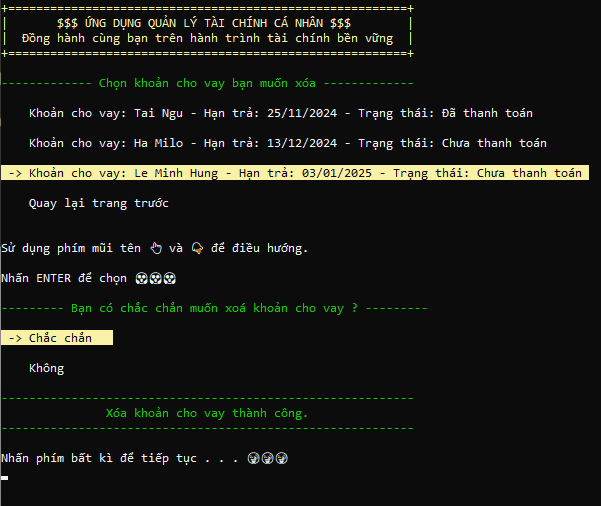 +=========================================================+
|       $$$ ỨNG DỤNG QUẢN LÝ TÀI CHÍNH CÁ NHÂN $$$        |
|  Đồng hành cùng bạn trên hành trình tài chính bền vững  |
+=========================================================+
------------- Chọn khoản cho vay bạn muốn xóa -------------
Khoản cho vay: Tai Ngu - Hạn trả: 25/11/2024 - Trạng thái: Đã thanh toán
Khoản cho vay: Ha Milo - Hạn trả: 13/12/2024 - Trạng thái: Chưa thanh toán
-> Khoản cho vay: Le Minh Hung - Hạn trả: 03/01/2025 - Trạng thái: Chưa thanh toán
Quay lại trang trước
Sử dụng phím mũi tên 👆 và 👇 để điều hướng.
Nhấn ENTER để chọn
--------- Bạn có chắc chắn muốn xoá khoản cho vay ? ---------
-> Chắc chắn
Không
-----------------------------------------------------------
Xóa khoản cho vay thành công.
-----------------------------------------------------------
Nhấn phím bất kì để tiếp tục . . .